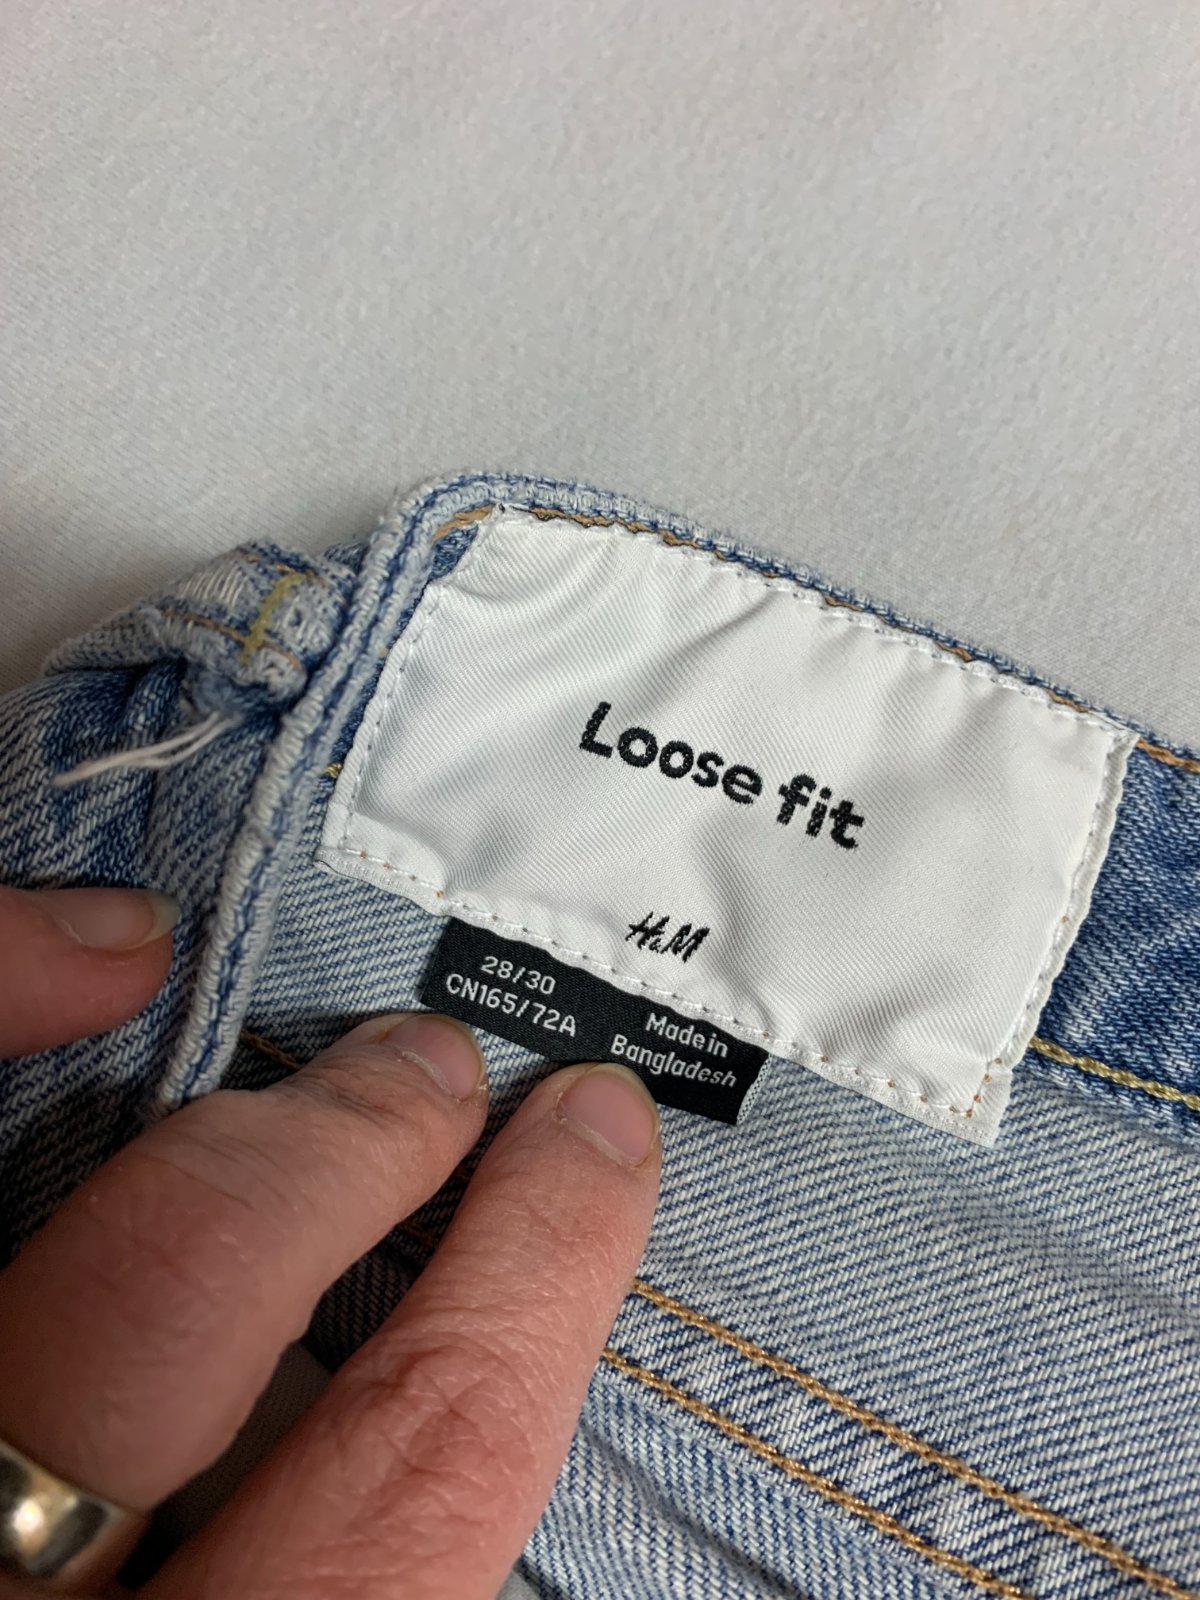 Loose fit
H&M
28/30
CN165/72A
Made in
Bangladesh